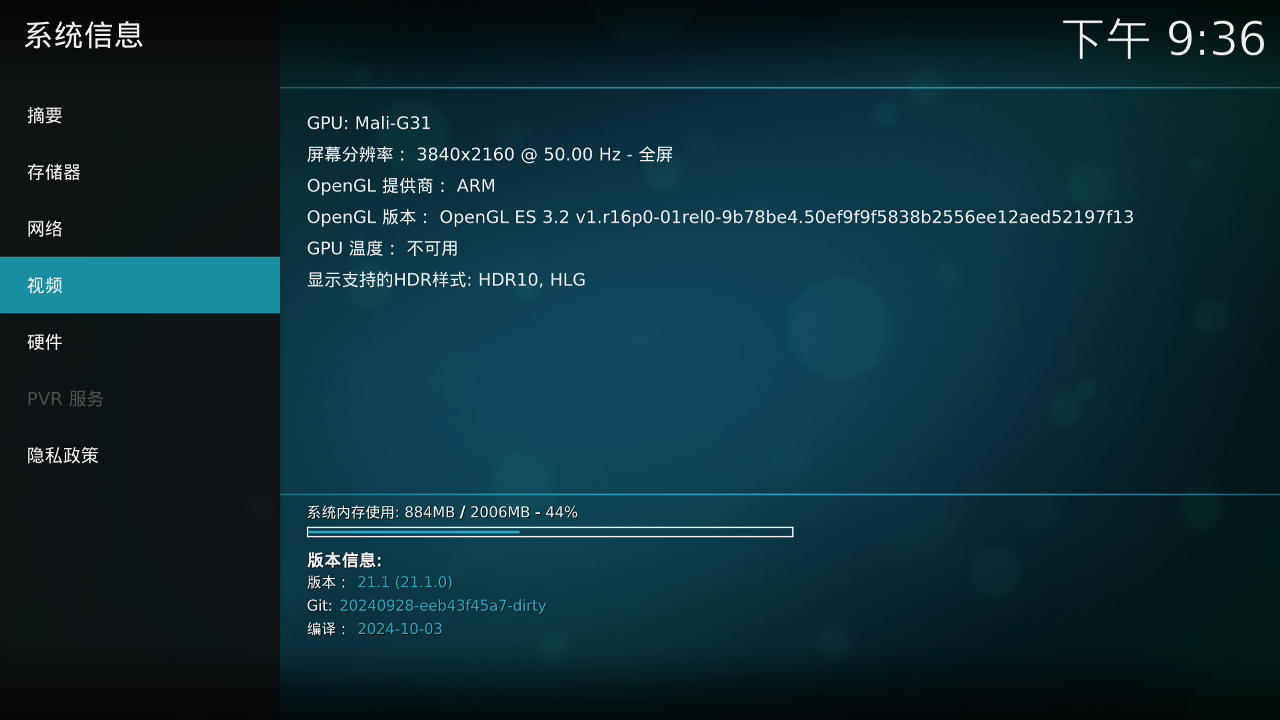 系统信息
下午 9:36
摘要
存储器
网络
视频
硬件
PVR 服务
隐私政策
GPU: Mali-G31
屏幕分辨率： 3840x2160 @ 50.00 Hz - 全屏
OpenGL 提供商： ARM
OpenGL 版本： OpenGL ES 3.2 v1.r16p0-01rel0-9b78be4.50ef9f9f5838b2556ee12aed52197f13
GPU 温度： 不可用
显示支持的HDR样式: HDR10, HLG
系统内存使用: 884MB / 2006MB - 44%
版本信息:
版本： 21.1 (21.1.0)
Git: 20240928-eeb43f45a7-dirty
编译： 2024-10-03